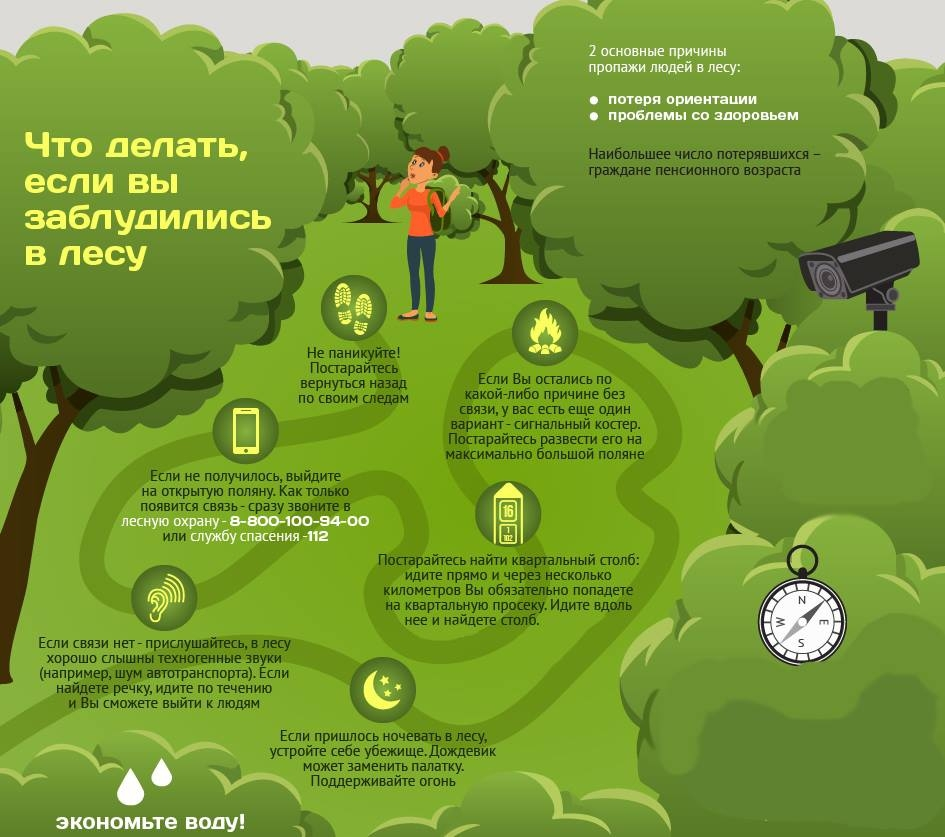 Что делать,
если вы
заблудились
в лесу
2 основные причины
пропажи людей в лесу:
● потеря ориентации
● проблемы со здоровьем
Наибольшее число потерявшихся –
граждане пенсионного возраста
Не паникуйте!
Постарайтесь
вернуться назад
по своим следам
Если Вы остались по
какой-либо причине без
связи, у вас есть еще один
вариант - сигнальный костер.
Постарайтесь развести его на
максимально большой поляне
Если не получилось, выйдите
на открытую поляну. Как только
появится связь - сразу звоните в
лесную охрану - 8-800-100-94-00
или службу спасения -112
16
1
102
Постарайтесь найти квартальный столб:
идите прямо и через несколько
километров Вы обязательно попадете
на квартальную просеку. Идите вдоль
нее и найдете столб.
Если связи нет - прислушайтесь, в лесу
хорошо слышны техногенные звуки
(например, шум автотранспорта). Если
найдете речку, идите по течению
и Вы сможете выйти к людям
N
W
E
S
Если пришлось ночевать в лесу,
устройте себе убежище. Дождевик
может заменить палатку.
Поддерживайте огонь
экономьте воду!